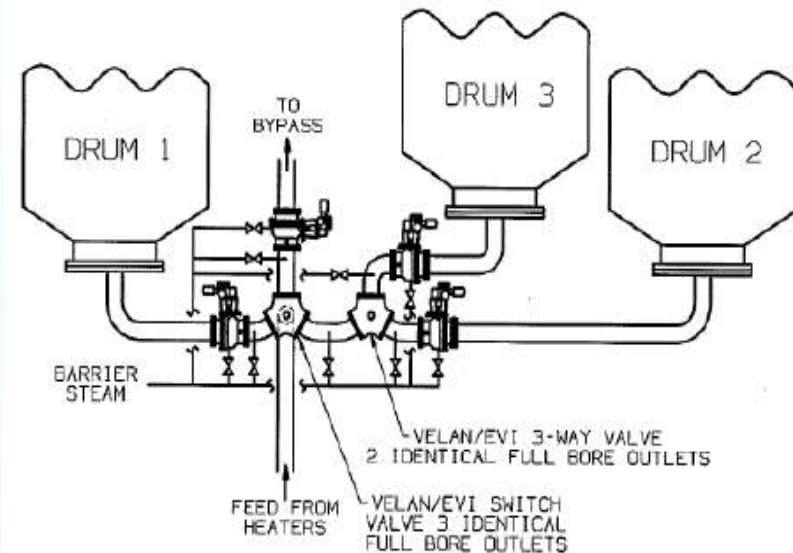 DRUM 1
TO
BYPASS
DRUM 3
DRUM 2
BARRIER
STEAM
VELAN/EVI 3-WAY VALVE
2 IDENTICAL FULL BORE OUTLETS
FEED FROM
HEATERS
VELAN/EVI SWITCH
VALVE 3 IDENTICAL
FULL BORE OUTLETS